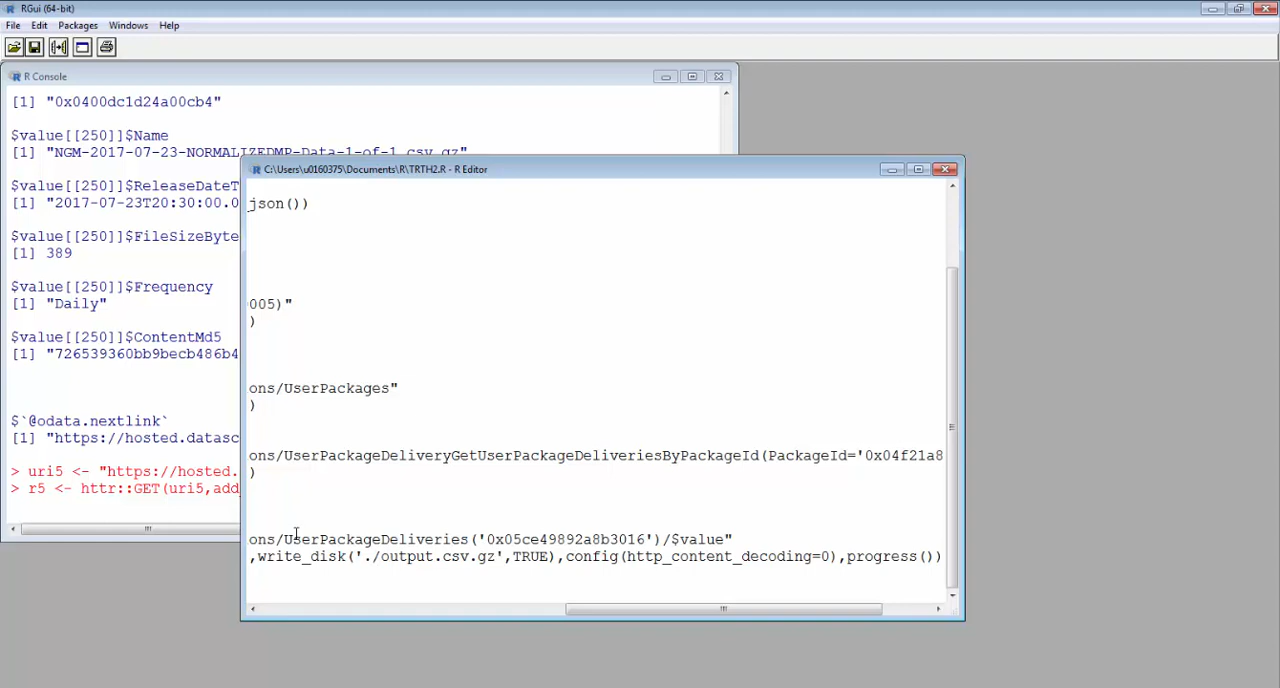 RGui (64-bit)
File Edit Packages Windows Help
R Console
[1] "0x0400dc1d24a00cb4"
$value[[250]]$Name
[1] "NGM-2017-07-23-NORMALIZEDMP-Data-1-of-1.csv.gz"
$value[[250]]$ReleaseDateT
[1] "2017-07-23T20:30:00.0
$value[[250]]$FileSizeByte
[1] 389
$value[[250]]$Frequency
[1] "Daily"
$value[[250]]$ContentMd5
[1] "726539360bb9becb486b4
$`@odata.nextlink`
[1] "https://hosted.datasc
> uri5 <- "https://hosted.
> r5 <- httr::GET(uri5,add_
C:\Users\u0160375\Documents\R\TRTH2.R - R Editor
json())
005)"
)
ons/UserPackages"
)
ons/UserPackageDeliveryGetUserPackageDeliveriesByPackageId(PackageId='0x04f21a8
)
ons/UserPackageDeliveries('0x05ce49892a8b3016')/$value"
,write_disk('./output.csv.gz',TRUE),config(http_content_decoding=0),progress())